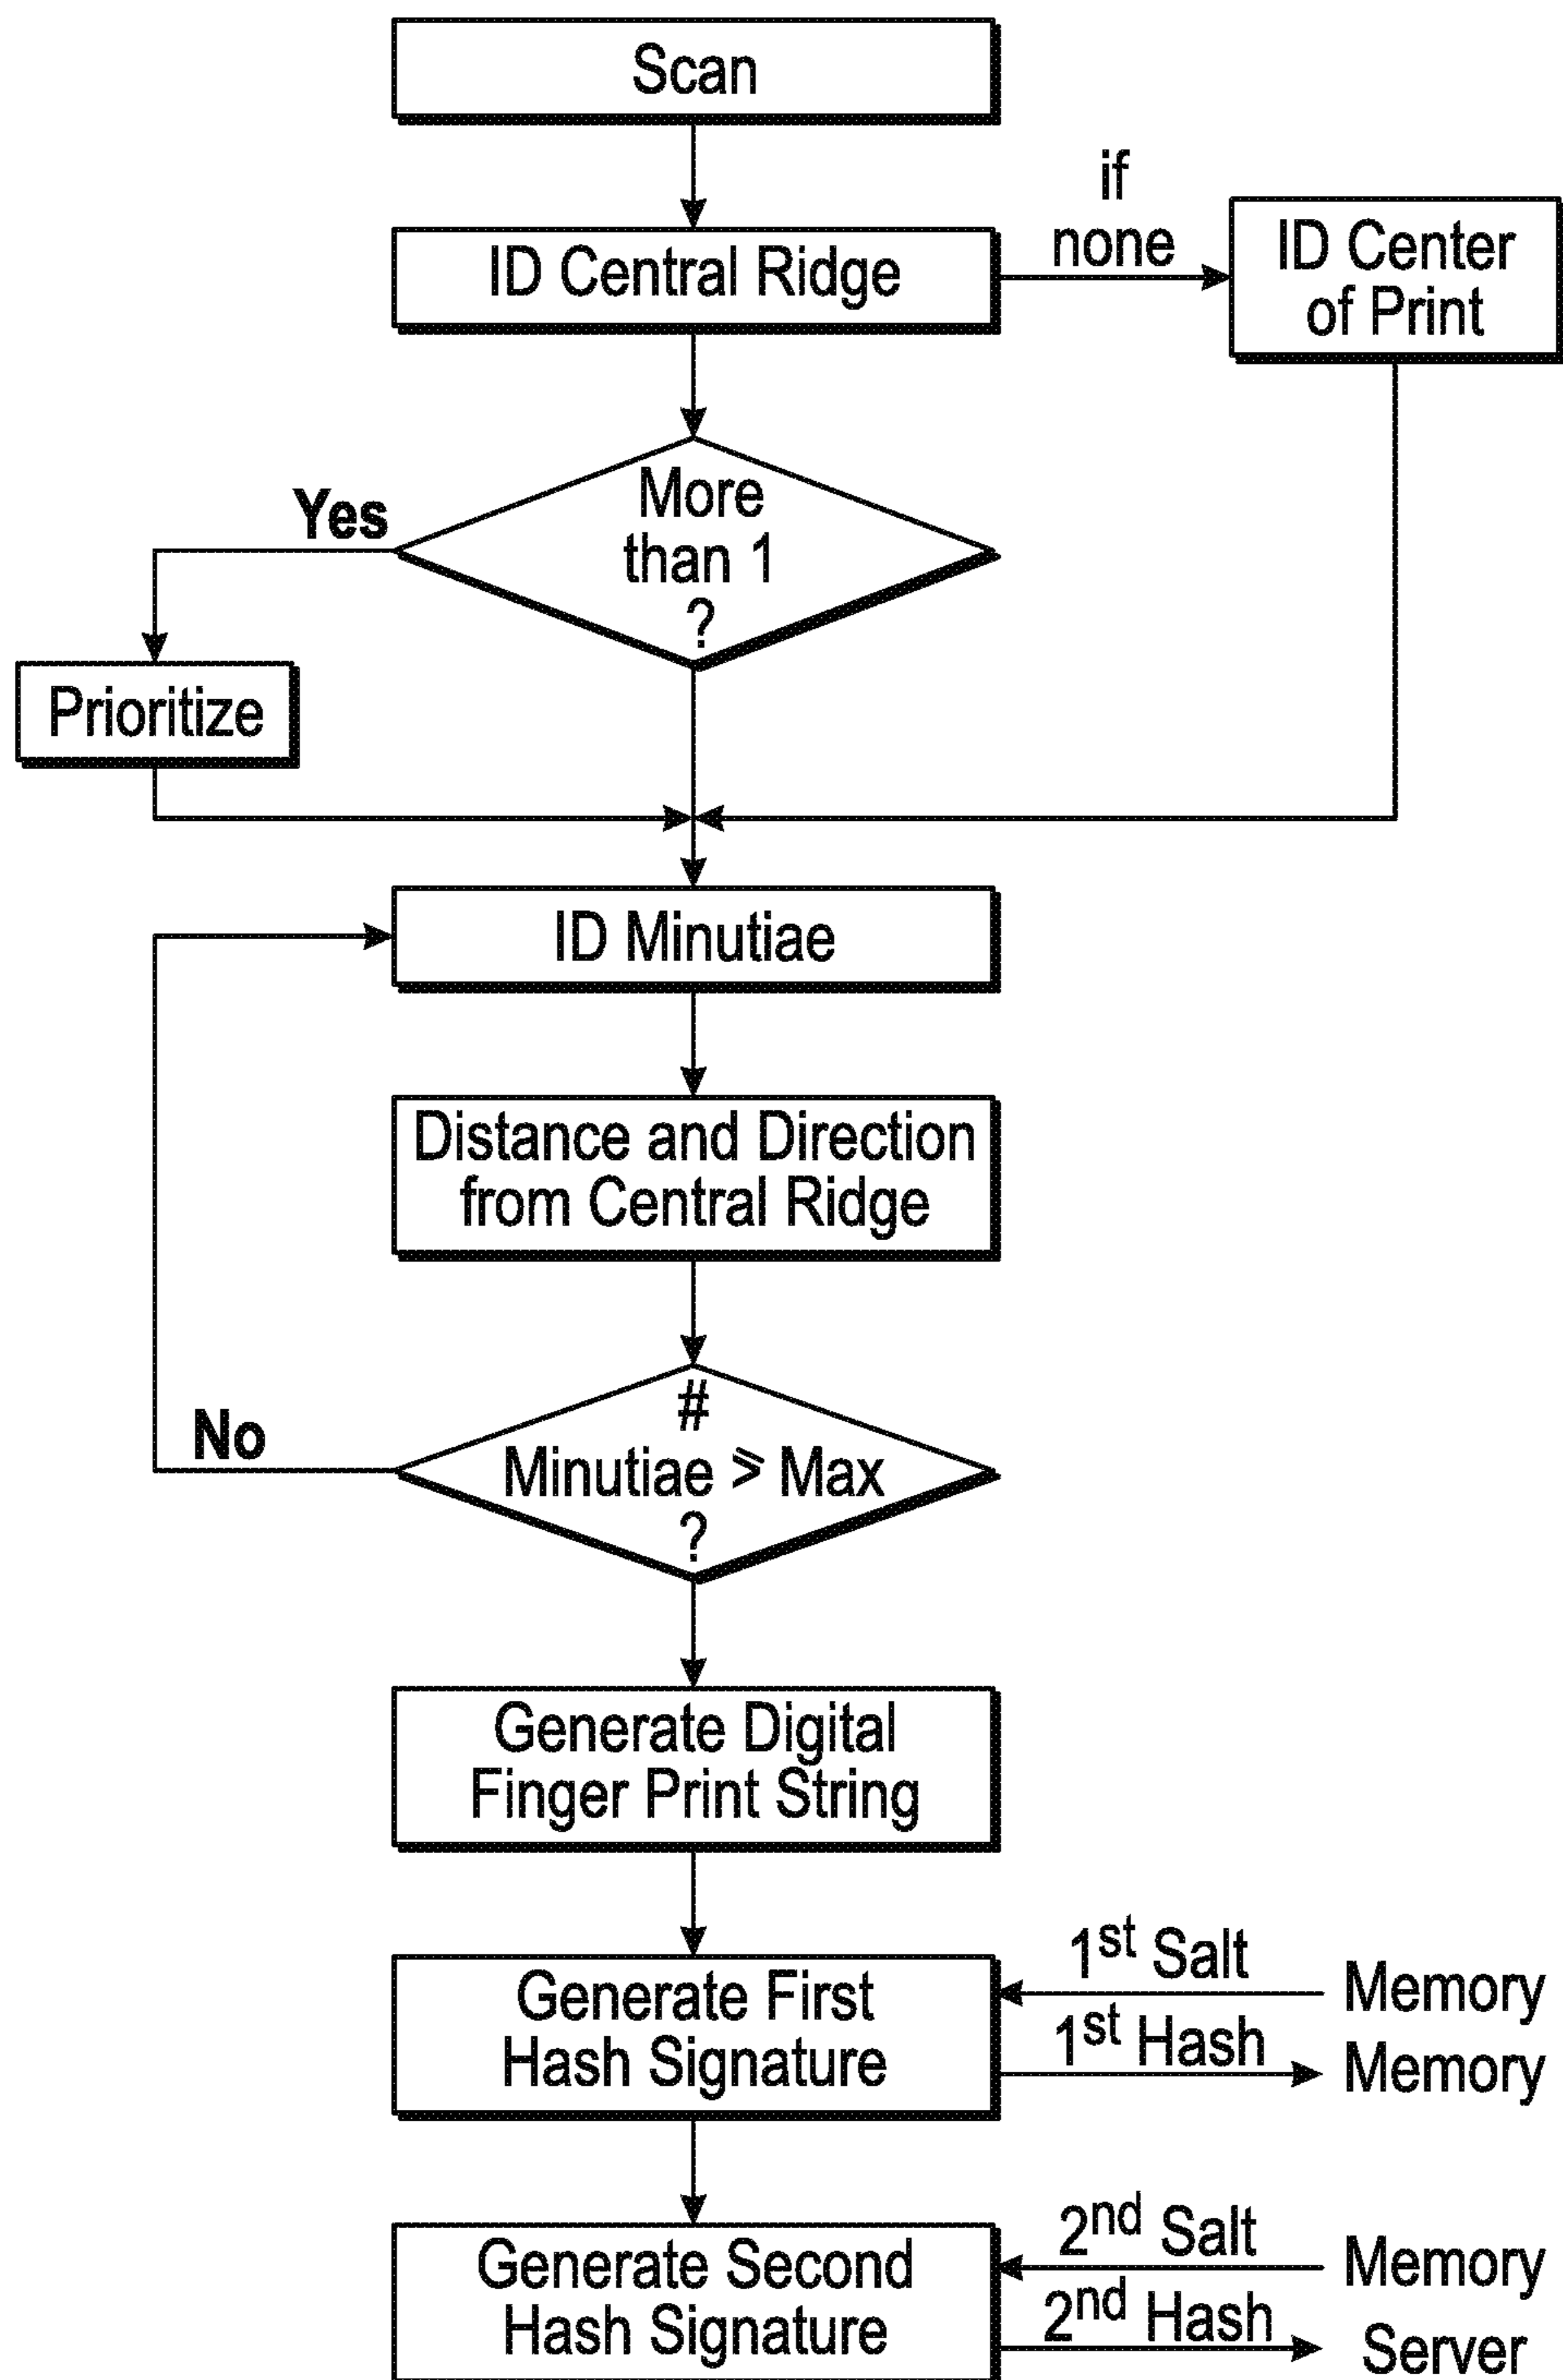 Scan
if
none
ID Central Ridge
ID Center
of Print
More
than 1
?
Yes
Prioritize
ID Minutiae
Distance and Direction
from Central Ridge
#
Minutiae ⩾ Max
?
No
Generate Digital
Finger Print String
Generate First
Hash Signature
1st Salt
Memory
1st Hash
Memory
Generate Second
Hash Signature
2nd Salt
Memory
2nd Hash
Server